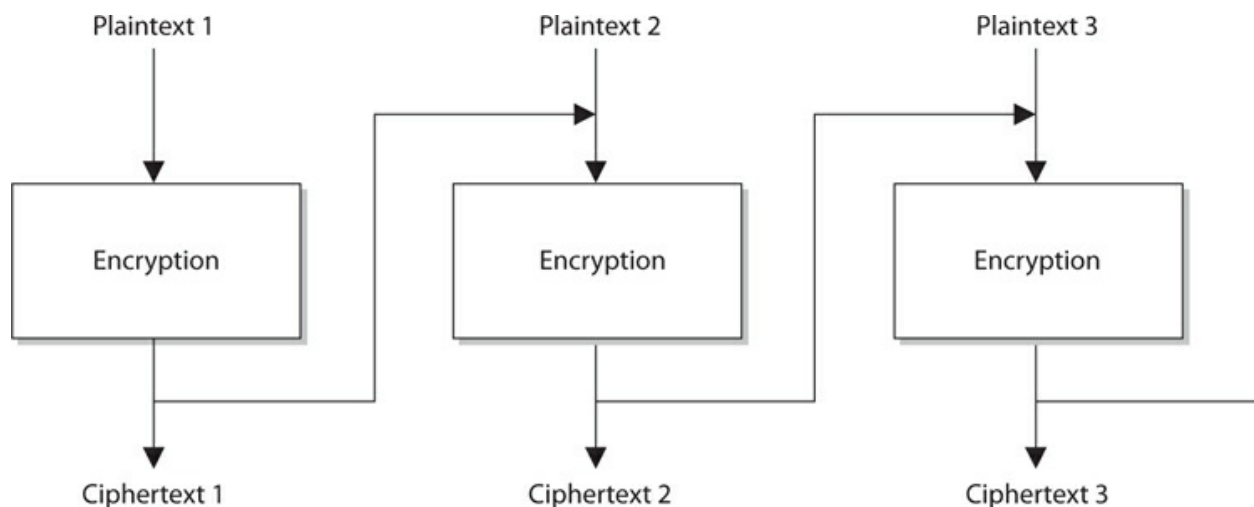 Plaintext 1
Plaintext 2
Plaintext 3
Encryption
Encryption
Encryption
Ciphertext 1
Ciphertext 2
Ciphertext 3